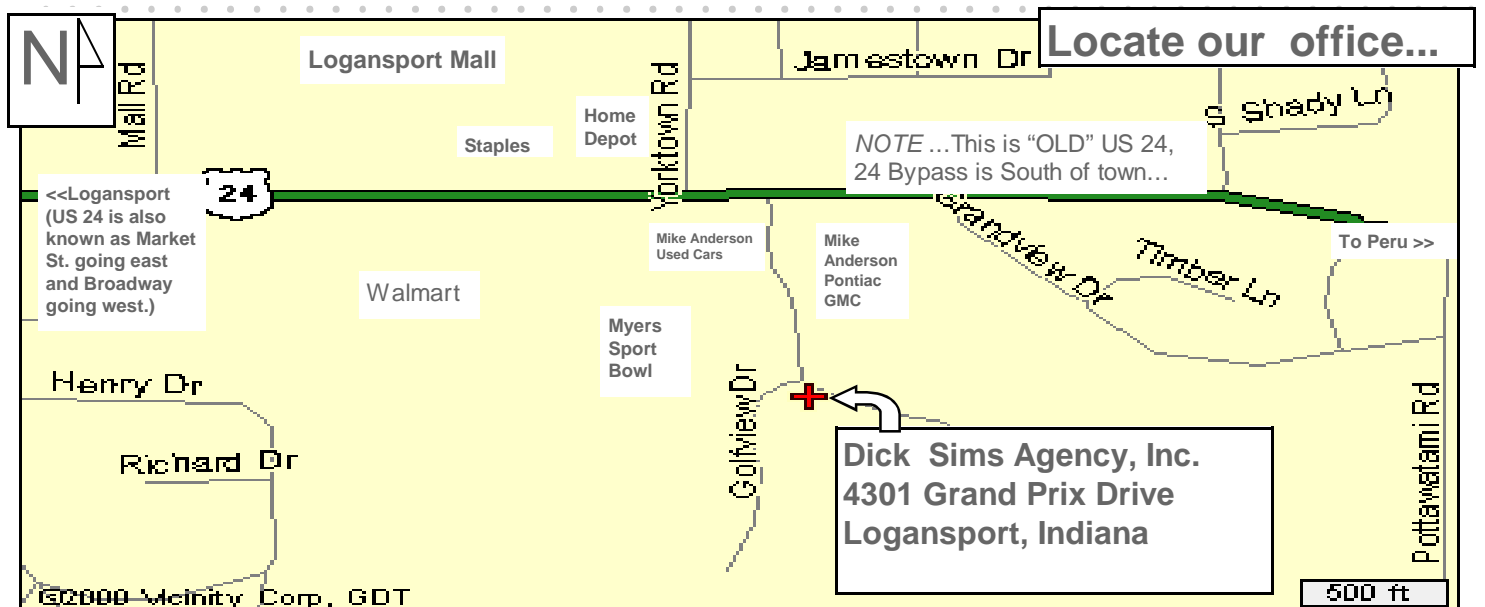 N
Locate our office...
Logansport Mall
Jamestown Dr
Mall Rd
Yorktown Rd
S Shady Ln
Home
Depot
Staples
NOTE …This is “OLD” US 24,
24 Bypass is South of town…
<<Logansport
(US 24 is also
known as Market
St. going east
and Broadway
going west.)
24
Mike Anderson
Used Cars
Mike
Anderson
Pontiac
GMC
Grandview Dr
Timber Ln
To Peru >>
Walmart
Myers
Sport
Bowl
Henry Dr
Richard Dr
Golfview Dr
Pottawatami Rd
Dick Sims Agency, Inc.
4301 Grand Prix Drive
Logansport, Indiana
©2000 Vicinity Corp, GDT
500 ft